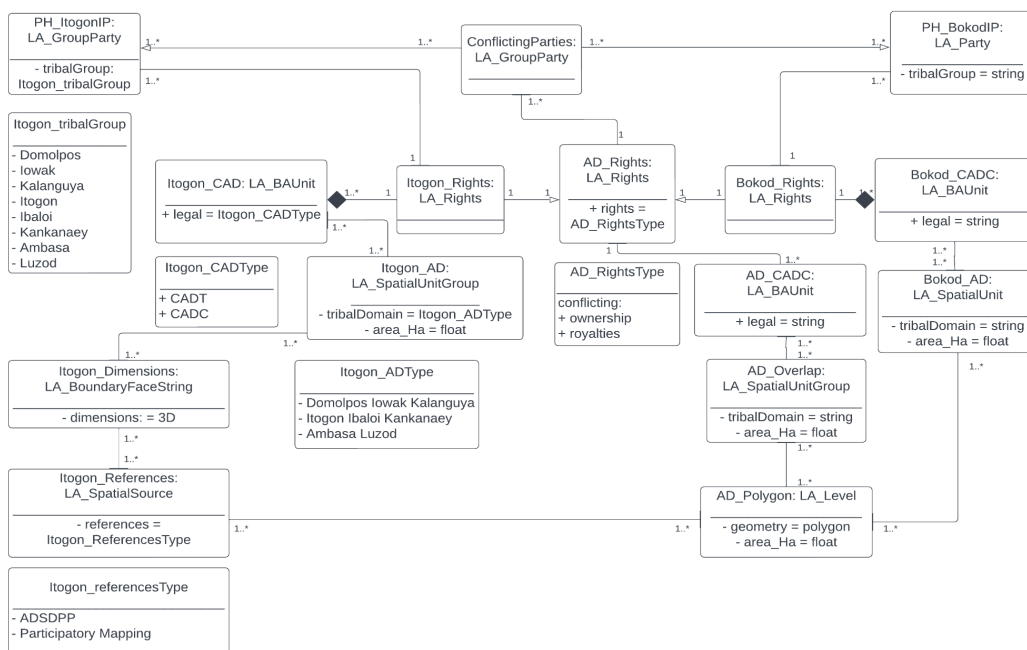 PH_ItogonIP:
LA_GroupParty
- tribalGroup:
Itogon_tribalGroup
1..*
1..*
1..*
ConflictingParties:
LA_GroupParty
1..*
1..*
1..*
PH_BokodIP:
LA_Party
- tribalGroup = string
1..*
Itogon_tribalGroup
- Domolpos
- Iowak
- Kalanguya
- Itogon
- Ibaloi
- Kankanaey
- Ambasa
- Luzod
Itogon_CAD: LA_BAUnit
+ legal = Itogon_CADType
1..*
1
1..*
1
Itogon_Rights:
LA_Rights
1
1
1
AD_Rights:
LA_Rights
+ rights =
AD_RightsType
1
1
1
1
Bokod_Rights:
LA_Rights
1
1
1..*
Bokod_CADC:
LA_BAUnit
+ legal = string
1..*
1..*
Itogon_CADType
+ CADT
+ CADC
1..*
Itogon_AD:
LA_SpatialUnitGroup
- tribalDomain = Itogon_ADType
- area_Ha = float
1..*
AD_RightsType
conflicting:
+ ownership
+ royalties
1..*
AD_CADC:
LA_BAUnit
+ legal = string
1..*
1..*
Bokod_AD:
LA_SpatialUnit
- tribalDomain = string
- area_Ha = float
1..*
1..*
Itogon_Dimensions:
LA_BoundaryFaceString
- dimensions: = 3D
1..*
1..*
Itogon_ADType
- Domolpos Iowak Kalanguya
- Itogon Ibaloi Kankanaey
- Ambasa Luzod
AD_Overlap:
LA_SpatialUnitGroup
- tribalDomain = string
- area_Ha = float
1..*
1..*
Itogon_References:
LA_SpatialSource
- references =
Itogon_ReferencesType
1..*
1..*
AD_Polygon: LA_Level
- geometry = polygon
- area_Ha = float
1..*
Itogon_referencesType
- ADSDPP
- Participatory Mapping